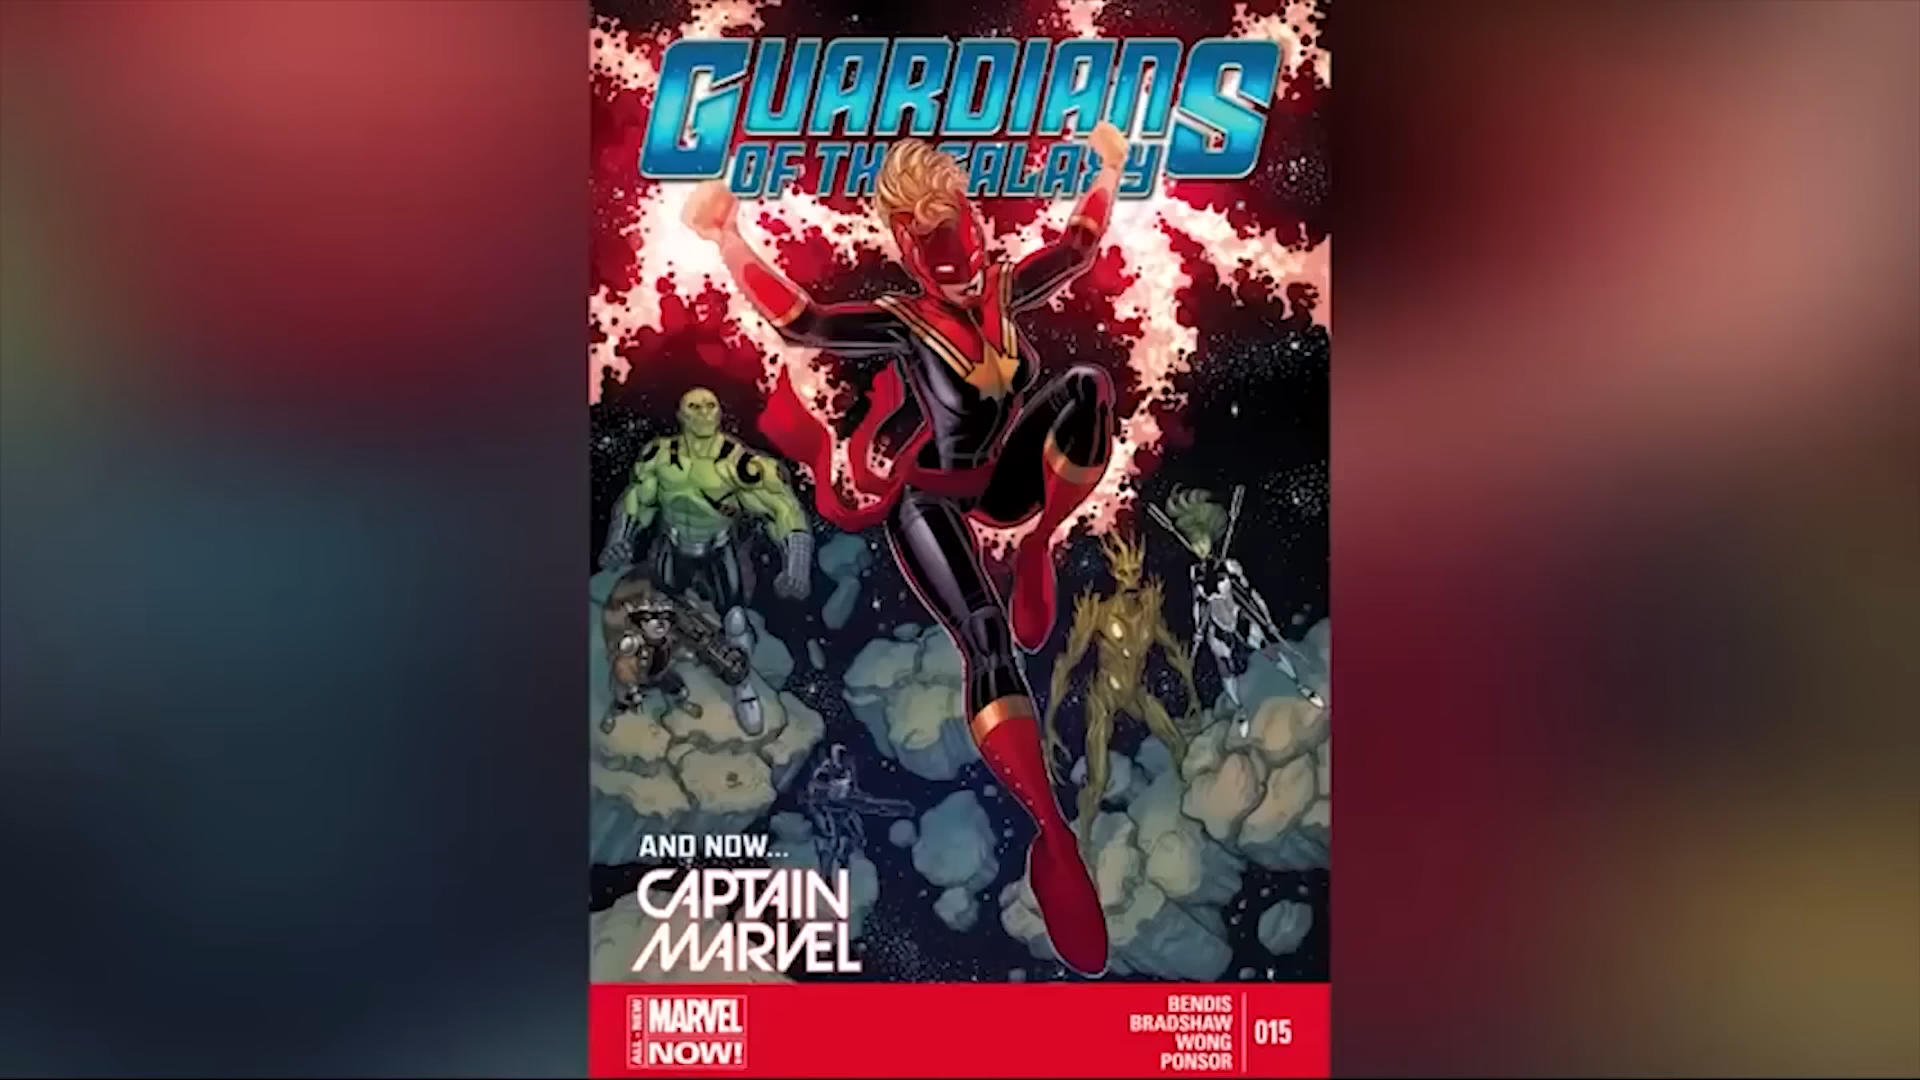 GUARDIANS
OF THE GALAXY
AND NOW...
CAPTAIN
MARVEL
ALL-NEW
MARVEL
NOW!
BENDIS
BRADSHAW
WONG
PONSOR
015